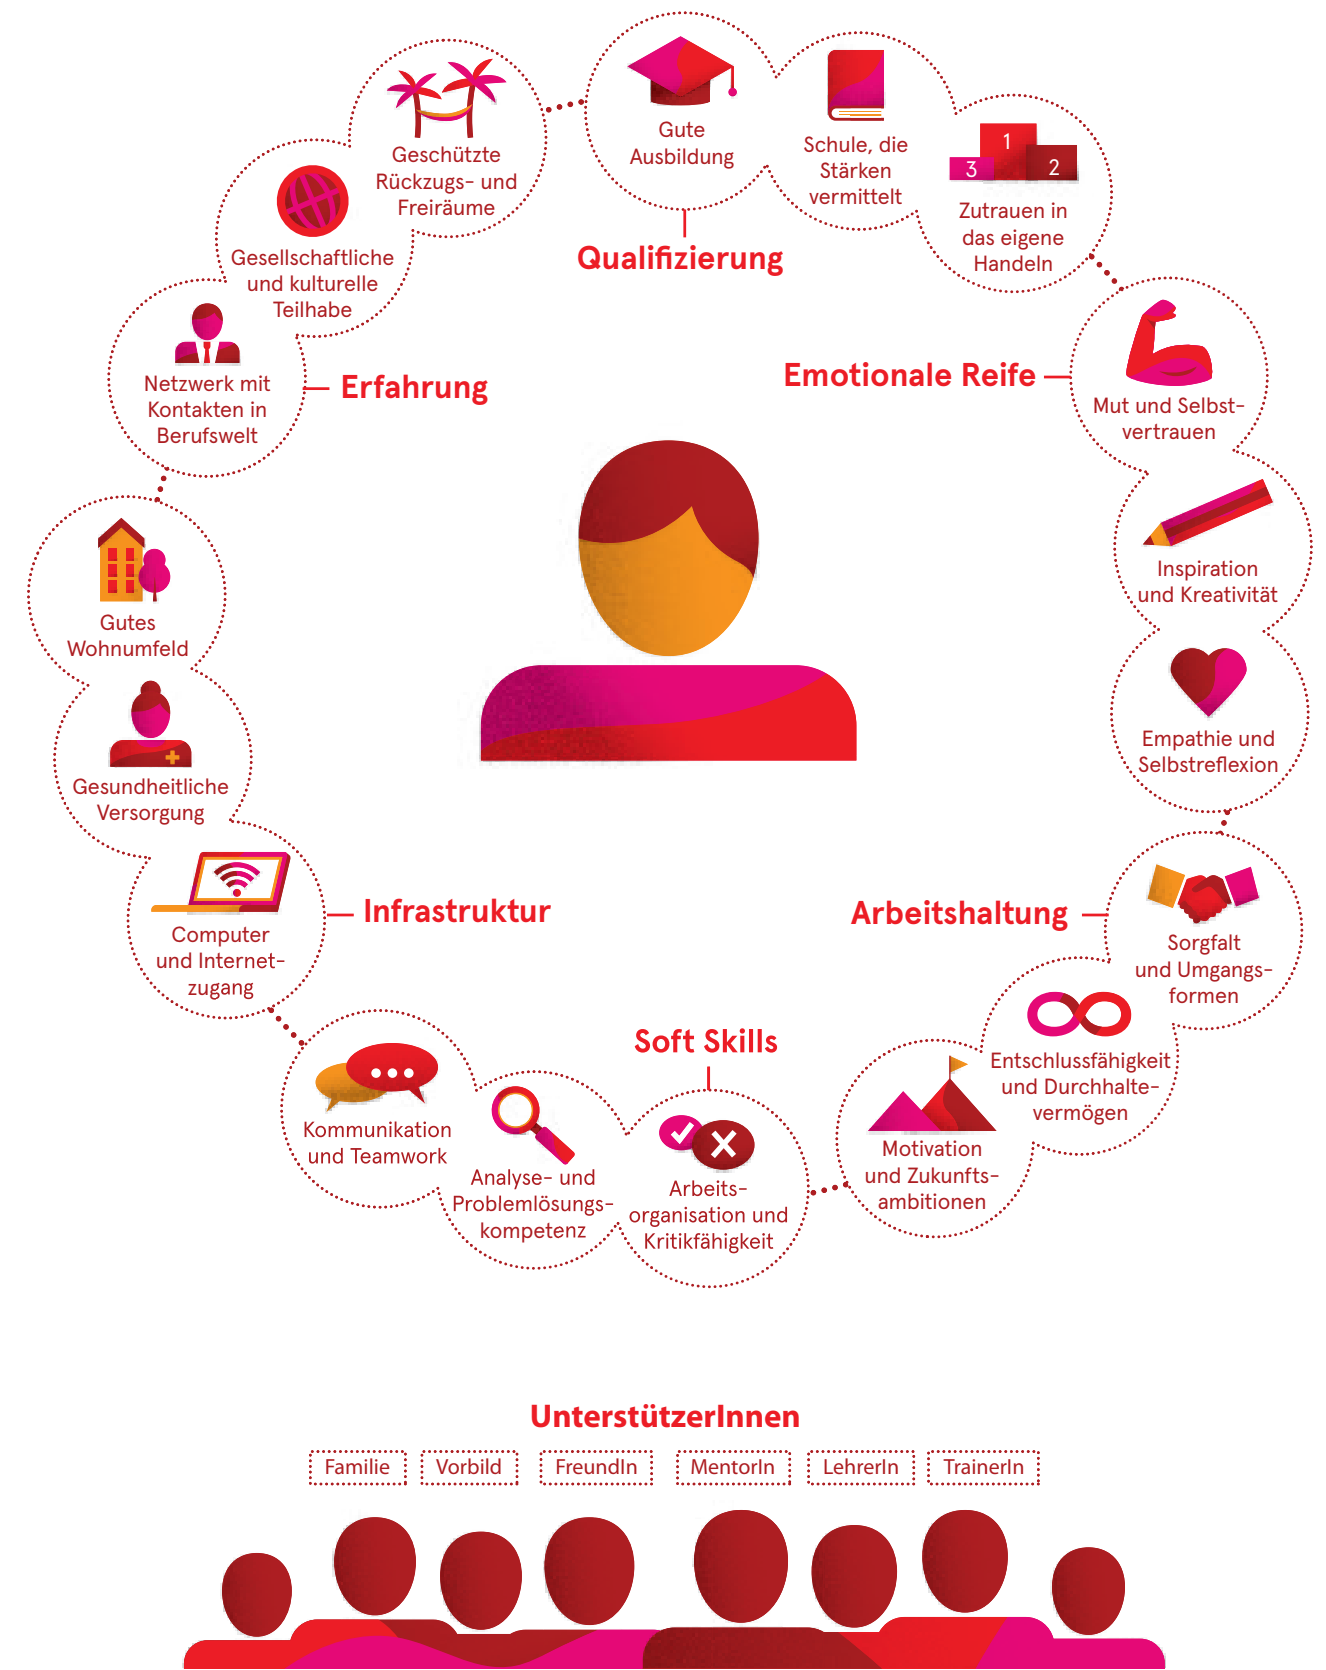 Gute
Ausbildung
Schule, die
Stärken
vermittelt
1
2
3
Zutrauen in
das eigene
Handeln
Qualifizierung
Mut und Selbst-
vertrauen
Inspiration
und Kreativität
Empathie und
Selbstreflexion
Emotionale Reife
Sorgfalt
und Umgangs-
formen
Entschlussfähigkeit
und Durchhalte-
vermögen
Motivation
und Zukunfts-
ambitionen
Arbeitshaltung
Arbeits-
organisation und
Kritikfähigkeit
Analyse- und
Problemlösungs-
kompetenz
Kommunikation
und Teamwork
Soft Skills
Computer
und Internet-
zugang
Gesundheitliche
Versorgung
Gutes
Wohnumfeld
Infrastruktur
Netzwerk mit
Kontakten in
Berufswelt
Gesellschaftliche
und kulturelle
Teilhabe
Geschützte
Rückzugs- und
Freiräume
Erfahrung
UnterstützerInnen
Familie
Vorbild
FreundIn
MentorIn
LehrerIn
TrainerIn